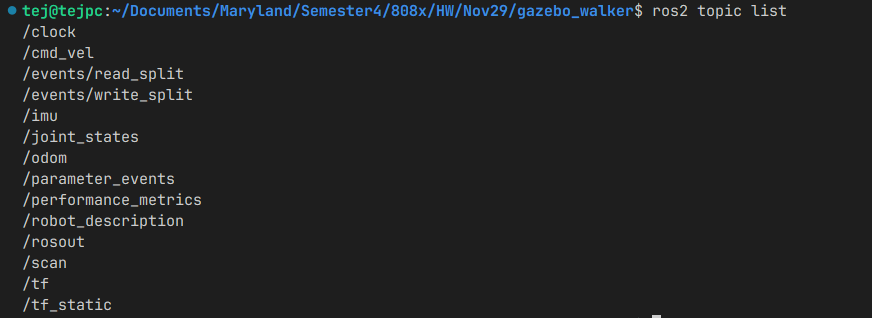 tej@tejpc:~/Documents/Maryland/Semester4/808x/HW/Nov29/gazebo_walker$ ros2 topic list
/clock
/cmd_vel
/events/read_split
/events/write_split
/imu
/joint_states
/odom
/parameter_events
/performance_metrics
/robot_description
/rosout
/scan
/tf
/tf_static